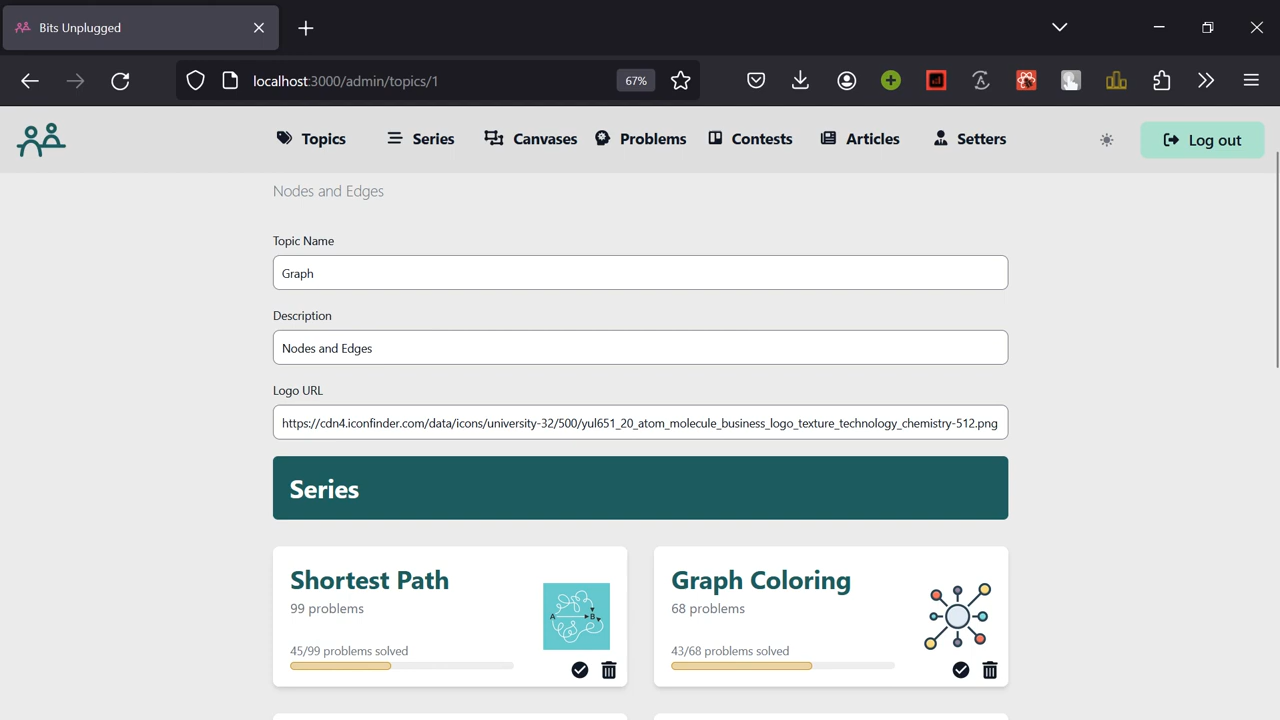 Bits Unplugged
localhost:3000/admin/topics/1
67%
Topics
Series
Canvases
Problems
Contests
Articles
Setters
Log out
Nodes and Edges
Topic Name
Graph
Description
Nodes and Edges
Logo URL
https://cdn4.iconfinder.com/data/icons/university-32/500/yul651_20_atom_molecule_business_logo_texture_technology_chemistry-512.png
Series
Shortest Path
99 problems
A
B
45/99 problems solved
Graph Coloring
68 problems
43/68 problems solved